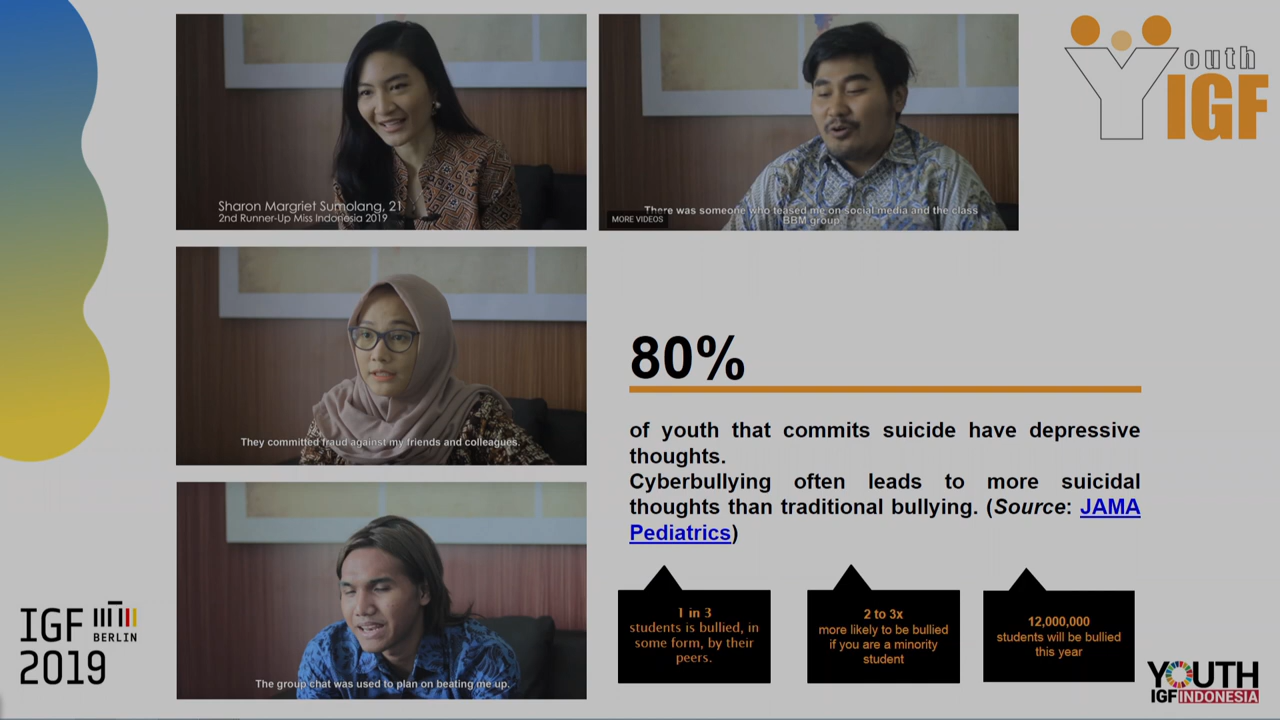 Sharon Margriet Sumolang, 21
2nd Runner-Up Miss Indonesia 2019
There was someone who teased me on social media and the class
BBM group.
MORE VIDEOS
Youth
IGF
They committed fraud against my friends and colleagues.
80%
of youth that commits suicide have depressive
thoughts.
Cyberbullying often leads to more suicidal
thoughts than traditional bullying. (Source: JAMA
Pediatrics)
The group chat was used to plan on beating me up.
1 in 3
students is bullied, in
some form, by their
peers.
2 to 3x
more likely to be bullied
if you are a minority
student
12,000,000
students will be bullied
this year
IGF
BERLIN
2019
YOUTH
IGF INDONESIA